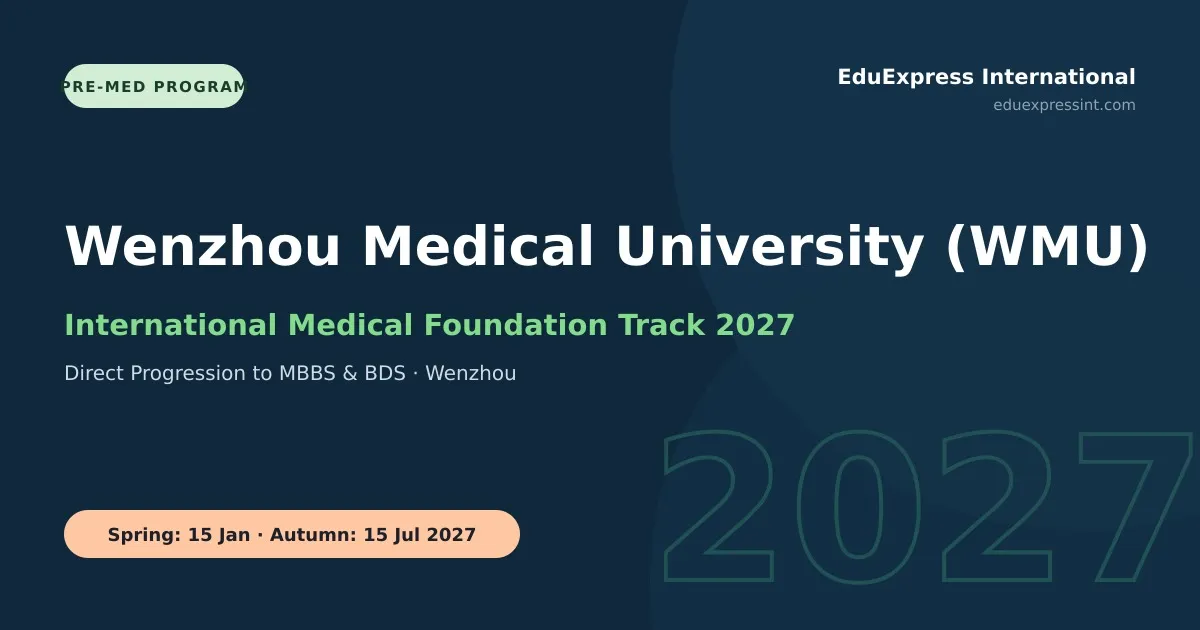 PRE-MED PROGRAM
EduExpress International
eduexpressint.com
Wenzhou Medical University (WMU)
International Medical Foundation Track 2027
Direct Progression to MBBS & BDS · Wenzhou
2027
Spring: 15 Jan · Autumn: 15 Jul 2027